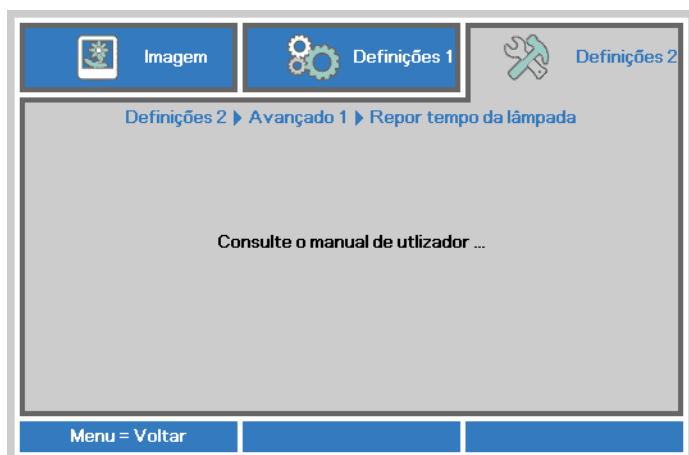 Imagem
Definições 1
Definições 2
Definições 2 ▶ Avançado 1 ▶ Repor tempo da lâmpada
Consulte o manual de utlizador ...
Menu = Voltar